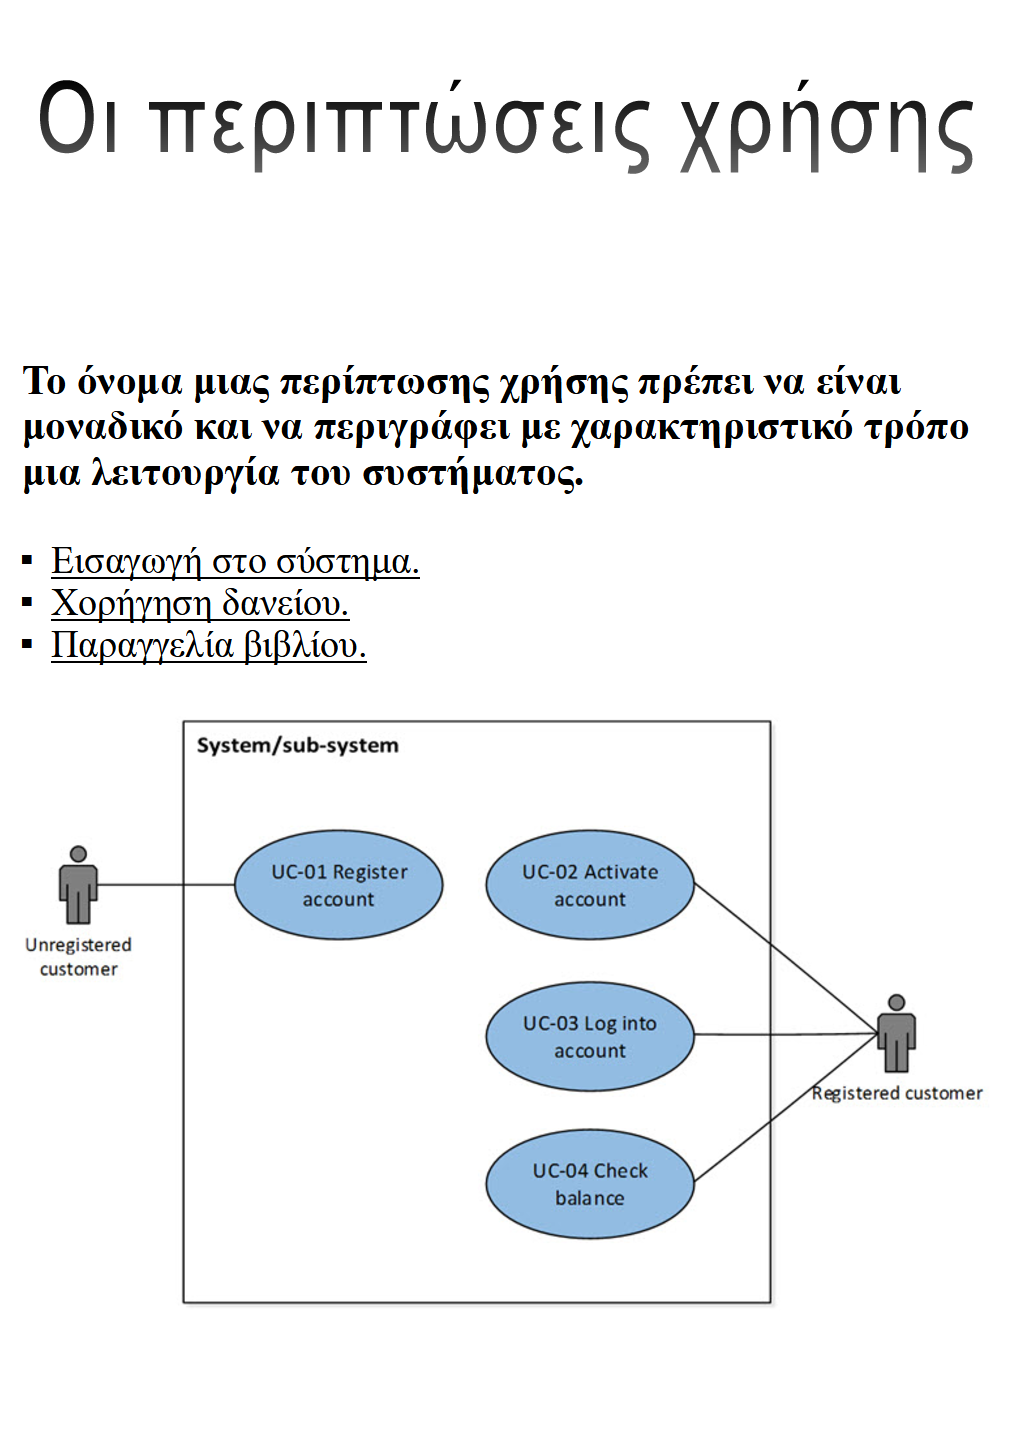 Οι περιπτώσεις χρήσης
Το όνομα μιας περίπτωσης χρήσης πρέπει να είναι
μοναδικό και να περιγράφει με χαρακτηριστικό τρόπο
μια λειτουργία του συστήματος.
▪ Εισαγωγή στο σύστημα.
▪ Χορήγηση δανείου.
▪ Παραγγελία βιβλίου.
System/sub-system
UC-01 Register
account
UC-02 Activate
account
Unregistered
customer
UC-03 Log into
account
Registered customer
UC-04 Check
balance